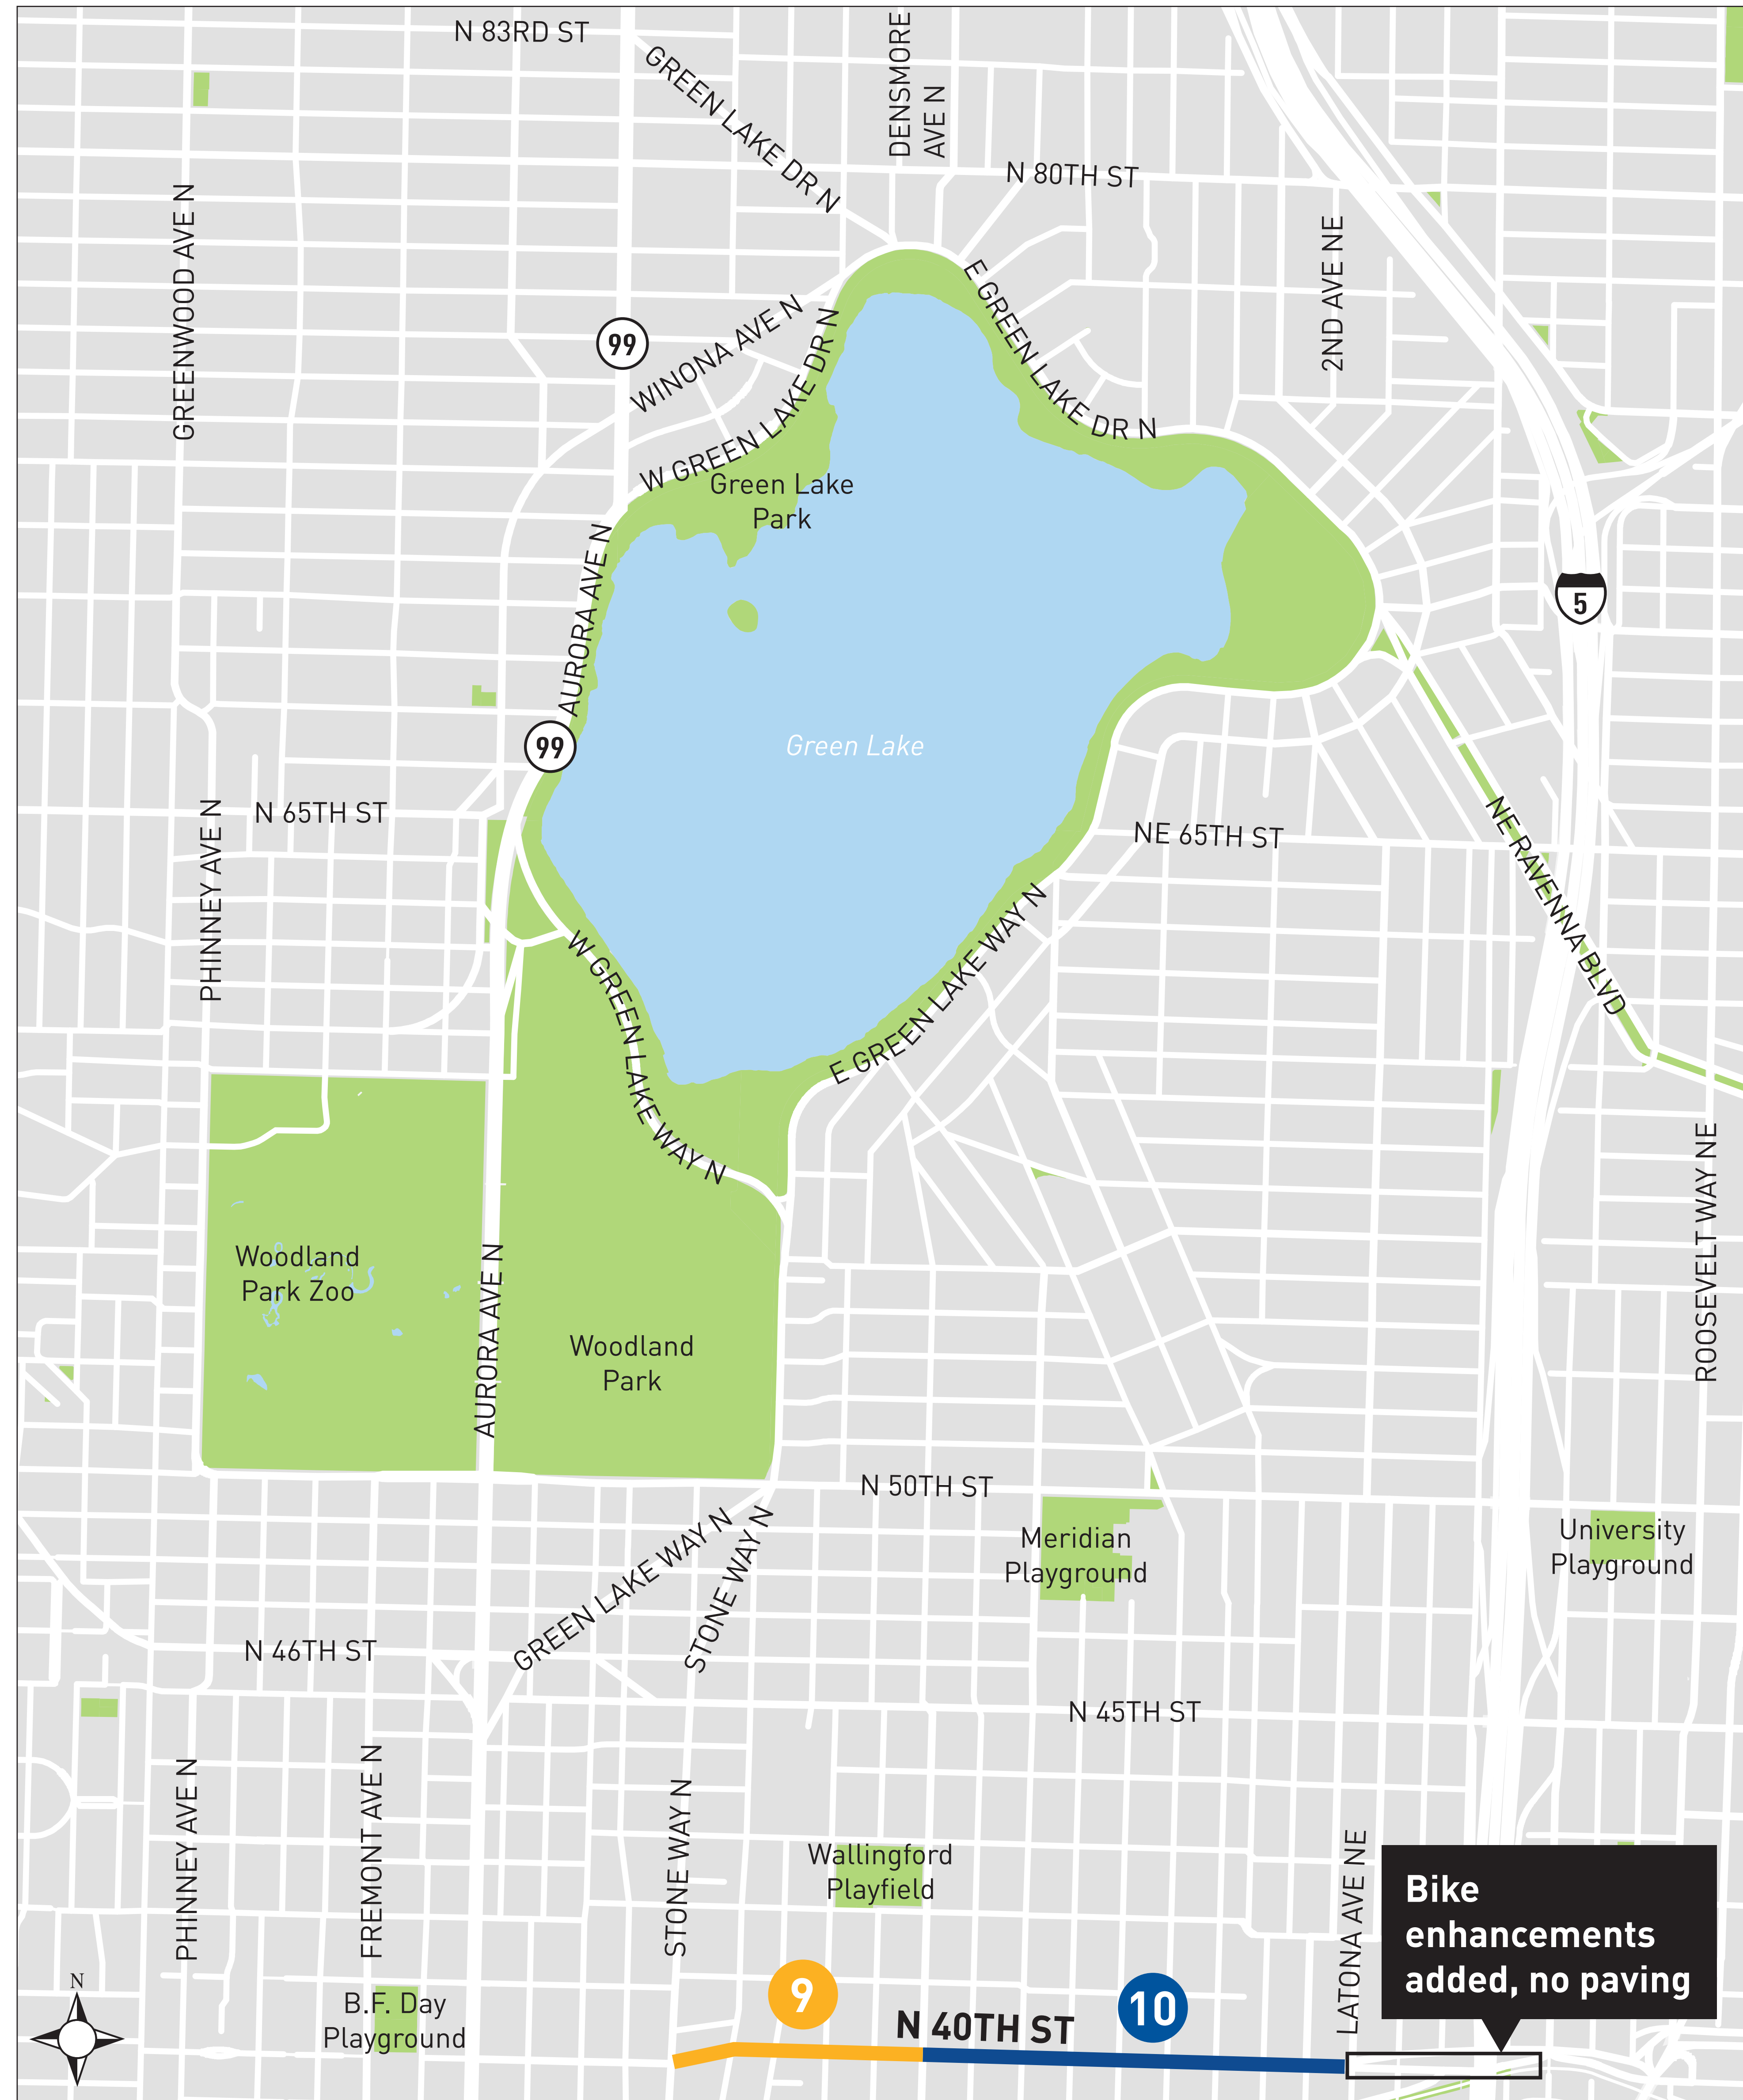 N 83RD ST
GREEN LAKE DR N
DENSMORE
AVE N
N 80TH ST
GREENWOOD AVE N
2ND AVE NE
E GREEN LAKE DR N
99
WINONA AVE N
W GREEN LAKE DR N
Green Lake
Park
AURORA AVE N
5
99
Green Lake
N 65TH ST
NE 65TH ST
PHINNEY AVE N
NE RAVENNA BLVD
W GREEN LAKE WAY N
E GREEN LAKE WAY N
ROOSEVELT WAY NE
Woodland
Park Zoo
AURORA AVE N
Woodland
Park
N 50TH ST
GREEN LAKE WAY N
STONE WAY N
Meridian
Playground
University
Playground
N 46TH ST
N 45TH ST
PHINNEY AVE N
FREMONT AVE N
STONE WAY N
Wallingford
Playfield
LATONA AVE NE
Bike
enhancements
added, no paving
N
B.F. Day
Playground
9
N 40TH ST
10